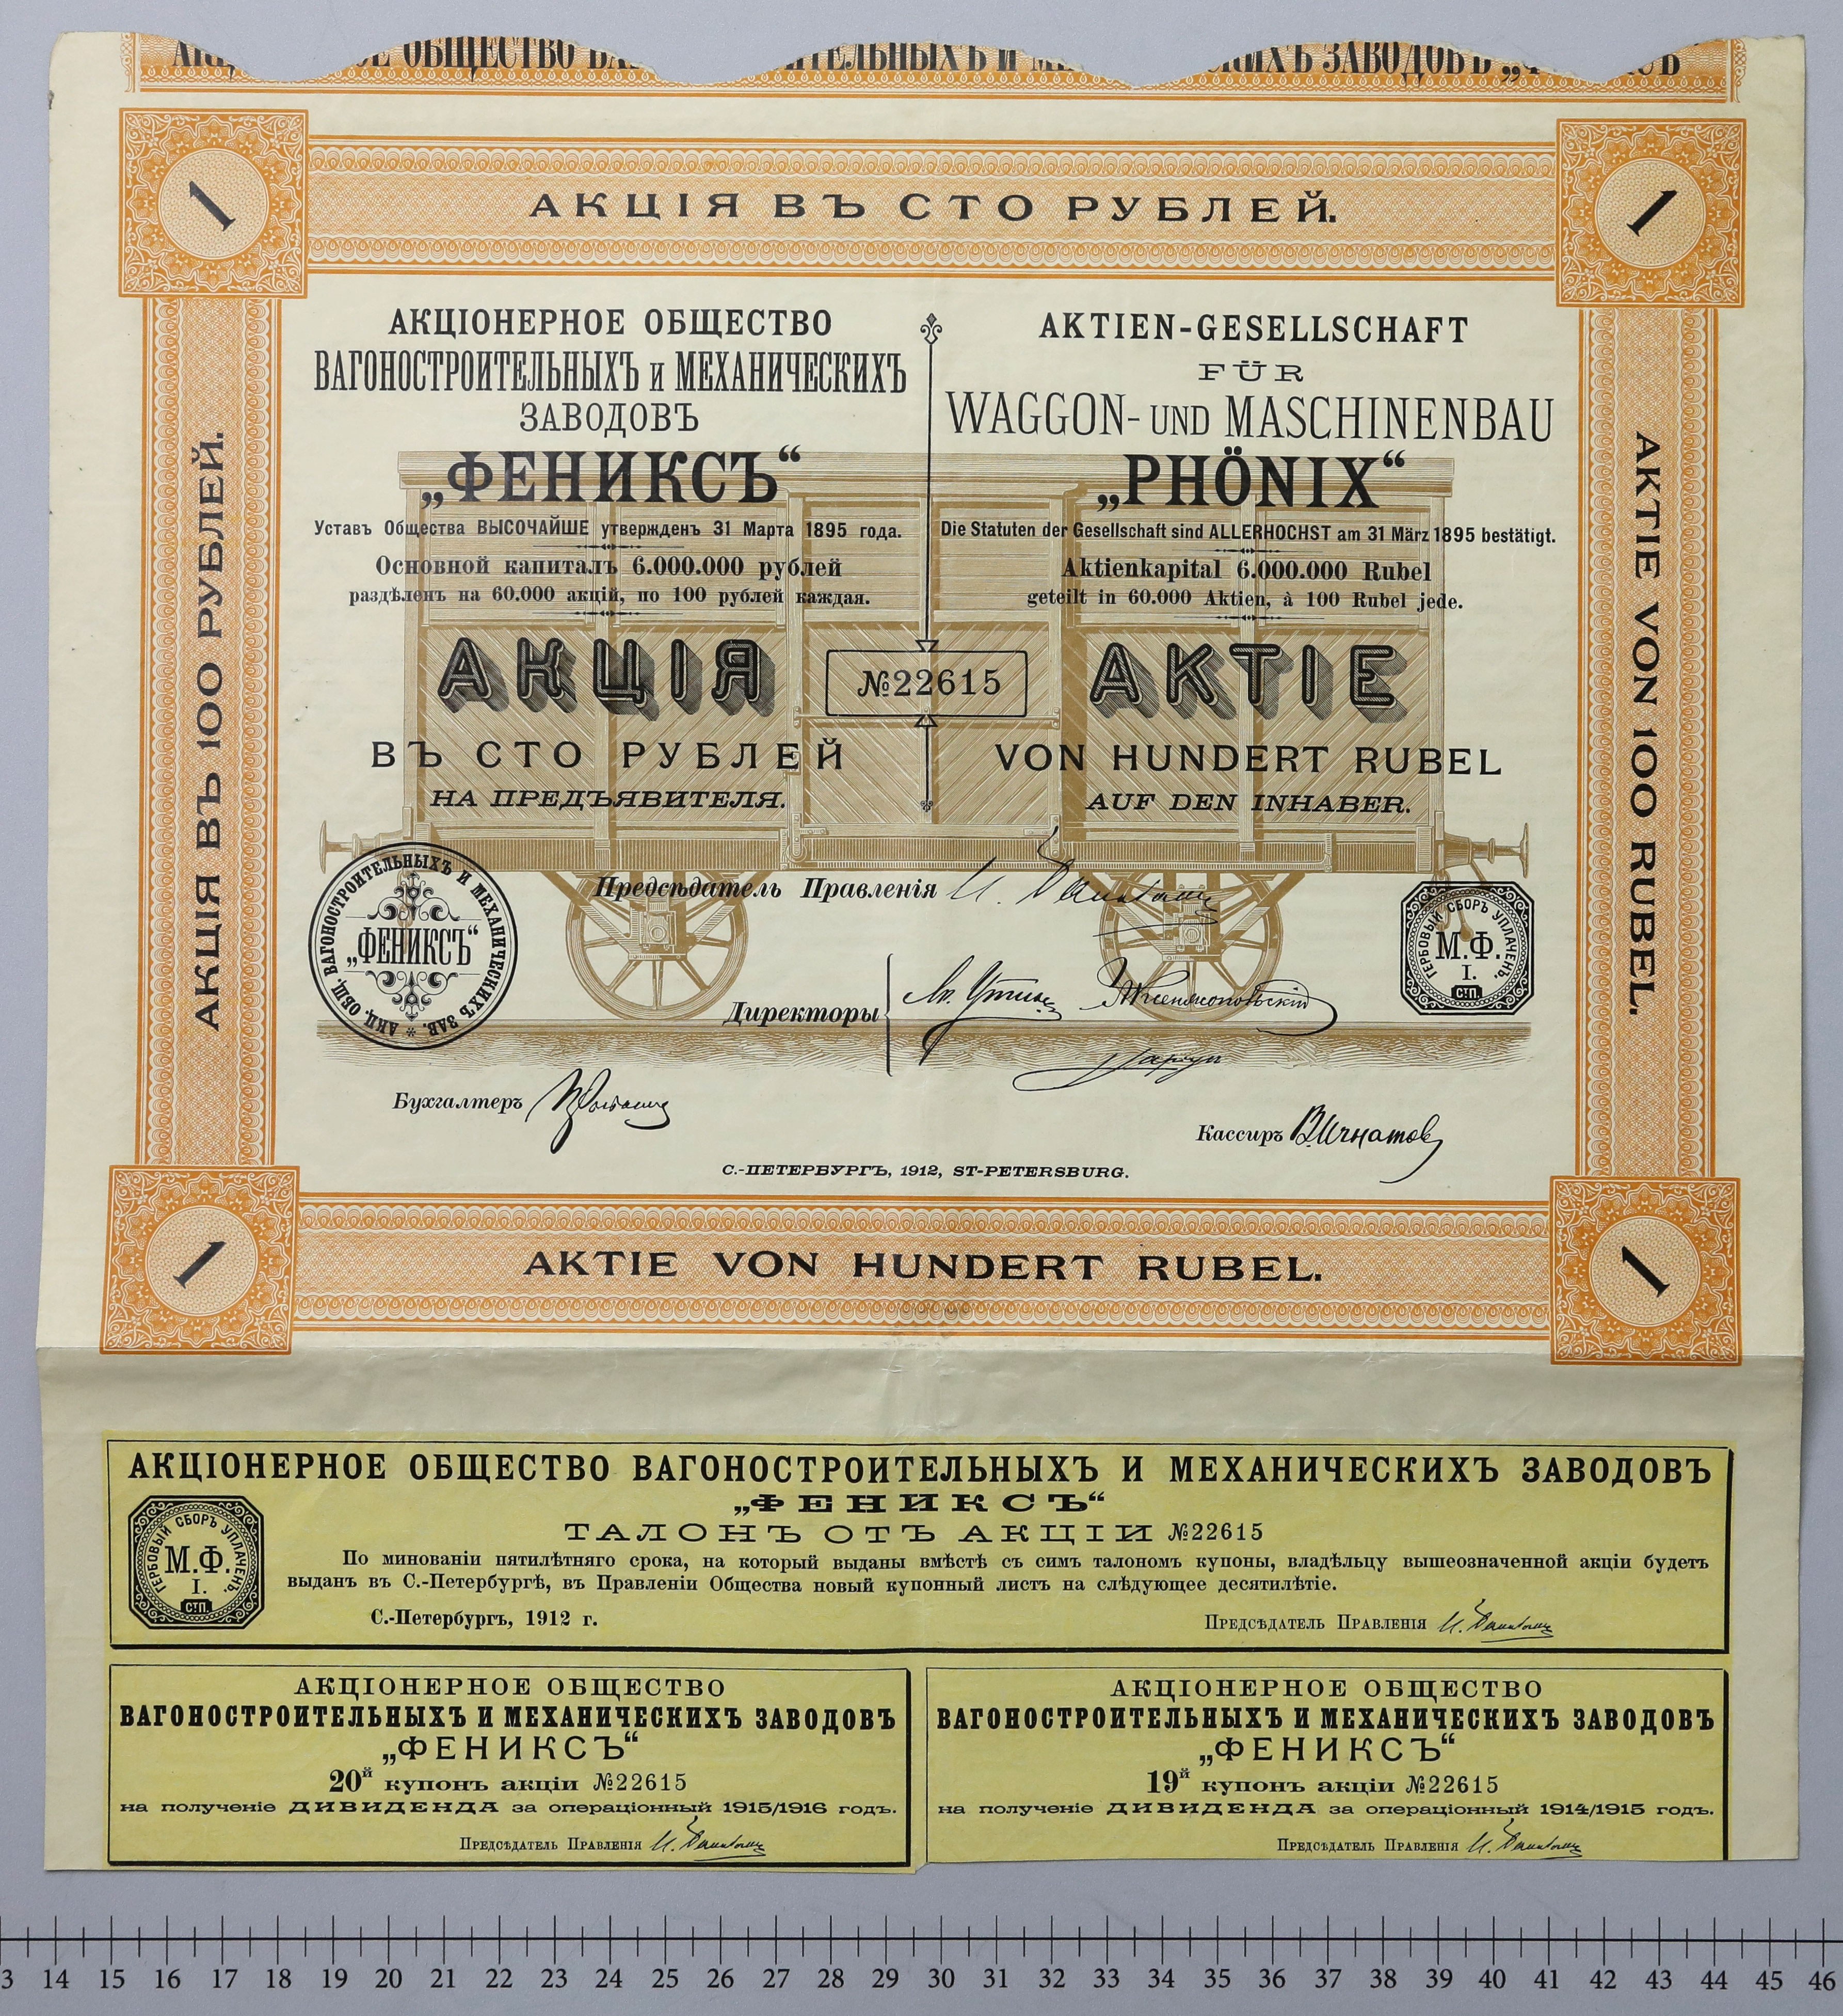 ОБЩЕСТВО
АКЦІЯ ВЪ СТО РУБЛЕЙ.
1
1
АКЦІЯ ВЪ 100 РУБЛЕЙ.
AKTIE VON 100 RUBEL.
АКЦІОНЕРНОЕ ОБЩЕСТВО
ВАГОНОСТРОИТЕЛЬНЫХЪ И МЕХАНИЧЕСКИХЪ
ЗАВОДОВЪ
„ФЕНИКСЪ“
Уставъ Общества ВЫСОЧАЙШЕ утвержденъ 31 Марта 1895 года.
Основной капиталъ 6.000.000 рублей
раздѣленъ на 60.000 акцій, по 100 рублей каждая.
АКЦІЯ
ВЪ СТО РУБЛЕЙ
НА ПРЕДЪЯВИТЕЛЯ.
AKTIEN-GESELLSCHAFT
FÜR
WAGGON- UND MASCHINENBAU
„PHÖNIX“
Die Statuten der Gesellschaft sind ALLERHÖCHST am 31 März 1895 bestätigt.
Aktienkapital 6.000.000 Rubel
geteilt in 60.000 Aktien, à 100 Rubel jede.
AKTIE
VON HUNDERT RUBEL
AUF DEN INHABER.
№22615
Предсѣдатель Правленія
Директоры
Бухгалтеръ
Кассиръ В.Игнатовъ
АКЦ. ОБЩ. ВАГОНОСТРОИТЕЛЬНЫХЪ И МЕХАНИЧЕСКИХЪ ЗАВ.
„ФЕНИКСЪ“
ГЕРБОВЫЙ СБОРЪ УПЛАЧЕНЪ.
М.Ф.
I.
С.П.
С.-ПЕТЕРБУРГЪ, 1912, ST-PETERSBURG.
1
1
AKTIE VON HUNDERT RUBEL.
АКЦІОНЕРНОЕ ОБЩЕСТВО ВАГОНОСТРОИТЕЛЬНЫХЪ И МЕХАНИЧЕСКИХЪ ЗАВОДОВЪ
„ФЕНИКСЪ“
ТАЛОНЪ ОТЪ АКЦІИ №22615
По минованіи пятилѣтняго срока, на который выданы вмѣстѣ съ симъ талономъ купоны, владѣльцу вышеозначенной акціи будетъ
выданъ въ С.-Петербургѣ, въ Правленіи Общества новый купонный листъ на слѣдующее десятилѣтіе.
С.-Петербургъ, 1912 г.
ПРЕДСѢДАТЕЛЬ ПРАВЛЕНІЯ
ГЕРБОВЫЙ СБОРЪ УПЛАЧЕНЪ.
М.Ф.
I.
С.П.
АКЦІОНЕРНОЕ ОБЩЕСТВО
ВАГОНОСТРОИТЕЛЬНЫХЪ И МЕХАНИЧЕСКИХЪ ЗАВОДОВЪ
„ФЕНИКСЪ“
20й купонъ акціи №22615
на полученіе ДИВИДЕНДА за операціонный 1915/1916 годъ.
ПРЕДСѢДАТЕЛЬ ПРАВЛЕНІЯ
АКЦІОНЕРНОЕ ОБЩЕСТВО
ВАГОНОСТРОИТЕЛЬНЫХЪ И МЕХАНИЧЕСКИХЪ ЗАВОДОВЪ
„ФЕНИКСЪ“
19й купонъ акціи №22615
на полученіе ДИВИДЕНДА за операціонный 1914/1915 годъ.
ПРЕДСѢДАТЕЛЬ ПРАВЛЕНІЯ
3 14 15 16 17 18 19 20 21 22 23 24 25 26 27 28 29 30 31 32 33 34 35 36 37 38 39 40 41 42 43 44 45 46